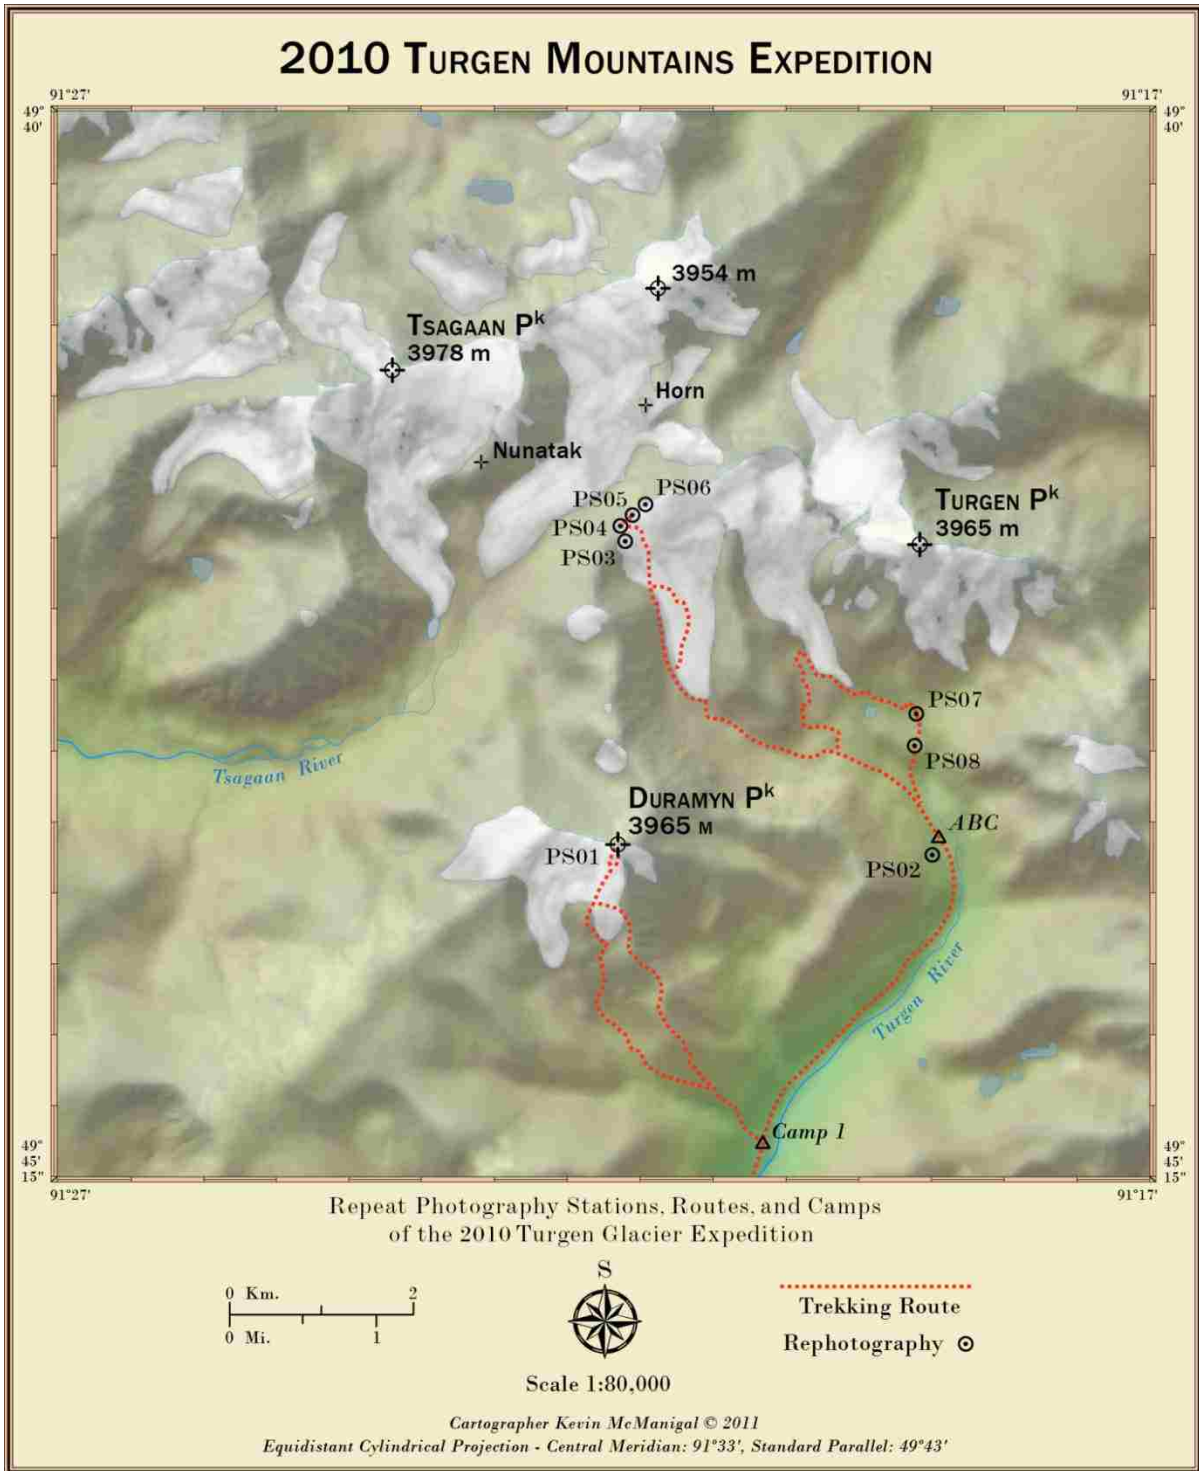 2010 Turgen Mountains Expedition
91°27'
91°17'
49°
40'
49°
40'
3954 m
Tsagaan Pk
3978 m
Horn
Nunatak
PS06
PS05
PS04
PS03
Turgen Pk
3965 m
PS07
PS08
Tsagaan River
Duramyn Pk
3965 M
PS01
ABC
PS02
Turgen River
Camp 1
49°
45'
15"
49°
45'
15"
91°27'
91°17'
Repeat Photography Stations, Routes, and Camps
of the 2010 Turgen Glacier Expedition
S
0 Km. 2
0 Mi. 1
Trekking Route
Rephotography
Scale 1:80,000
Cartographer Kevin McManigal © 2011
Equidistant Cylindrical Projection - Central Meridian: 91°33', Standard Parallel: 49°43'